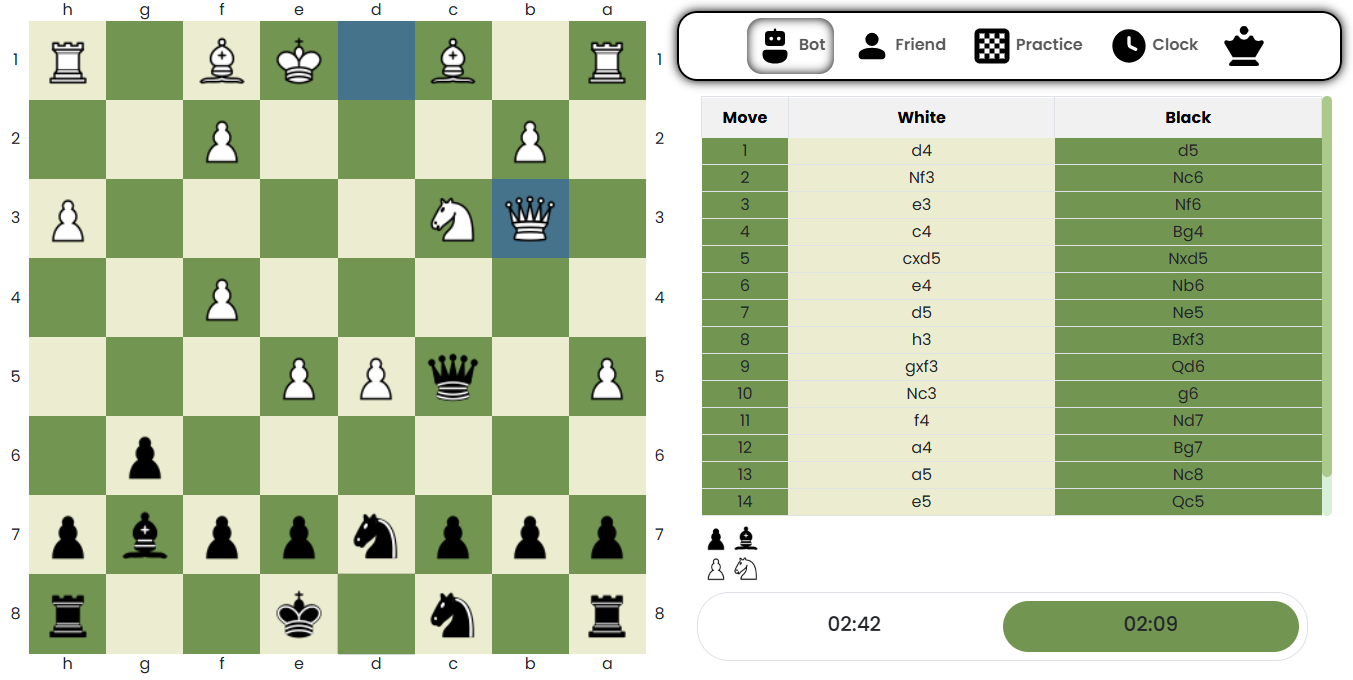 h g f e d c b a
1 1
2 2
3 3
4 4
5 5
6 6
7 7
8 8
h g f e d c b a
Bot Friend Practice Clock
Move White Black
1 d4 d5
2 Nf3 Nc6
3 e3 Nf6
4 c4 Bg4
5 cxd5 Nxd5
6 e4 Nb6
7 d5 Ne5
8 h3 Bxf3
9 gxf3 Qd6
10 Nc3 g6
11 f4 Nd7
12 a4 Bg7
13 a5 Nc8
14 e5 Qc5
02:42 02:09